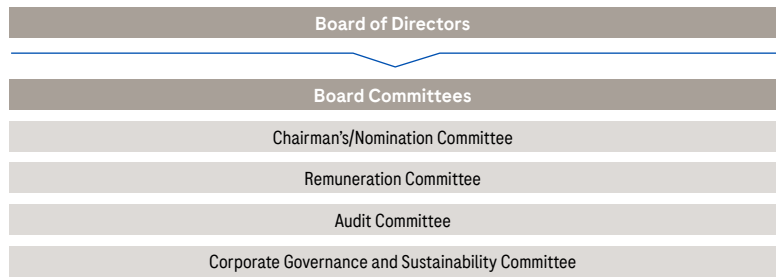 Board of Directors
Board Committees
Chairman's/Nomination Committee
Remuneration Committee
Audit Committee
Corporate Governance and Sustainability Committee